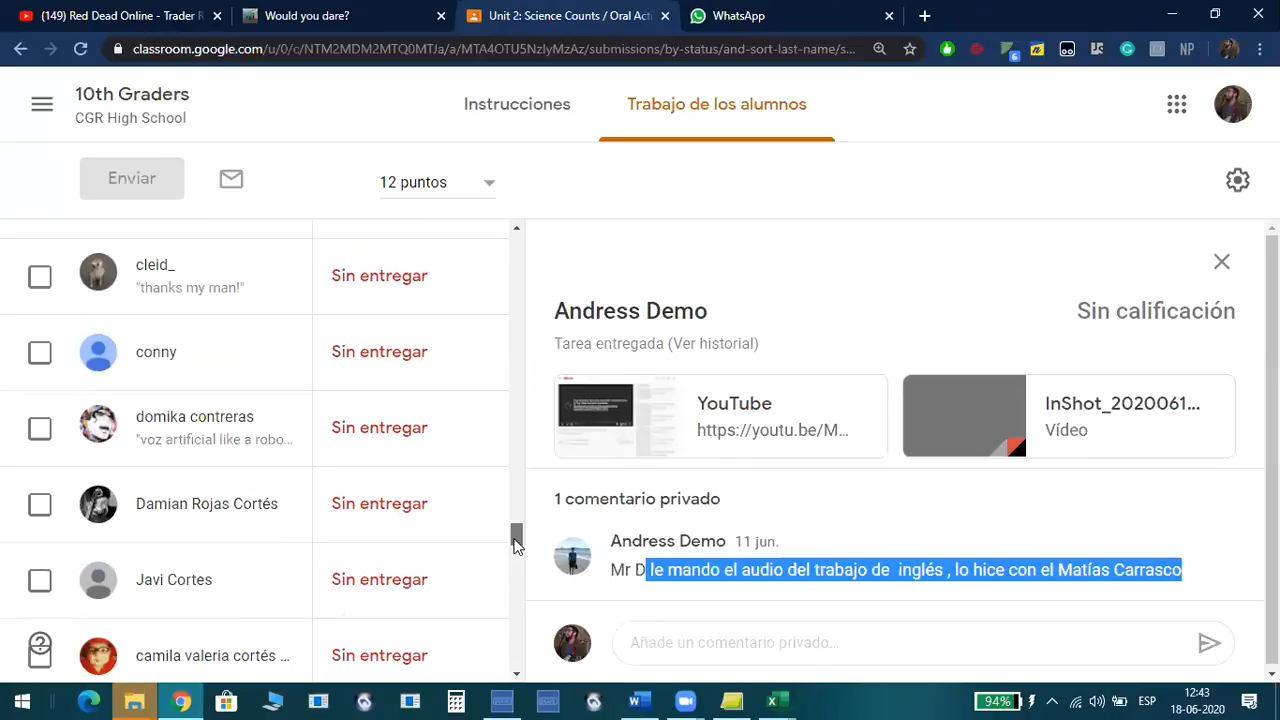 (149) Red Dead Online - Trader R
Would you dare?
Unit 2: Science Counts / Oral Acti
WhatsApp
classroom.google.com/u/0/c/NTM2MDM2MTQ0MTJa/a/MTA4OTU5NzIyMzAz/submissions/by-status/and-sort-last-name/s...
10th Graders
CGR High School
Instrucciones
Trabajo de los alumnos
Enviar
12 puntos
cleid_
"thanks my man!"
Sin entregar
conny
Sin entregar
domika contreras
"voz artificial like a robo...
Sin entregar
Damian Rojas Cortés
Sin entregar
Javi Cortes
Sin entregar
camila valeria cortés ...
Sin entregar
Andress Demo
Sin calificación
Tarea entregada (Ver historial)
YouTube
https://youtu.be/M...
InShot_2020061...
Vídeo
1 comentario privado
Andress Demo 11 jun.
Mr D le mando el audio del trabajo de inglés , lo hice con el Matías Carrasco
Añade un comentario privado...
94%
ESP
12:43
18-06-2020